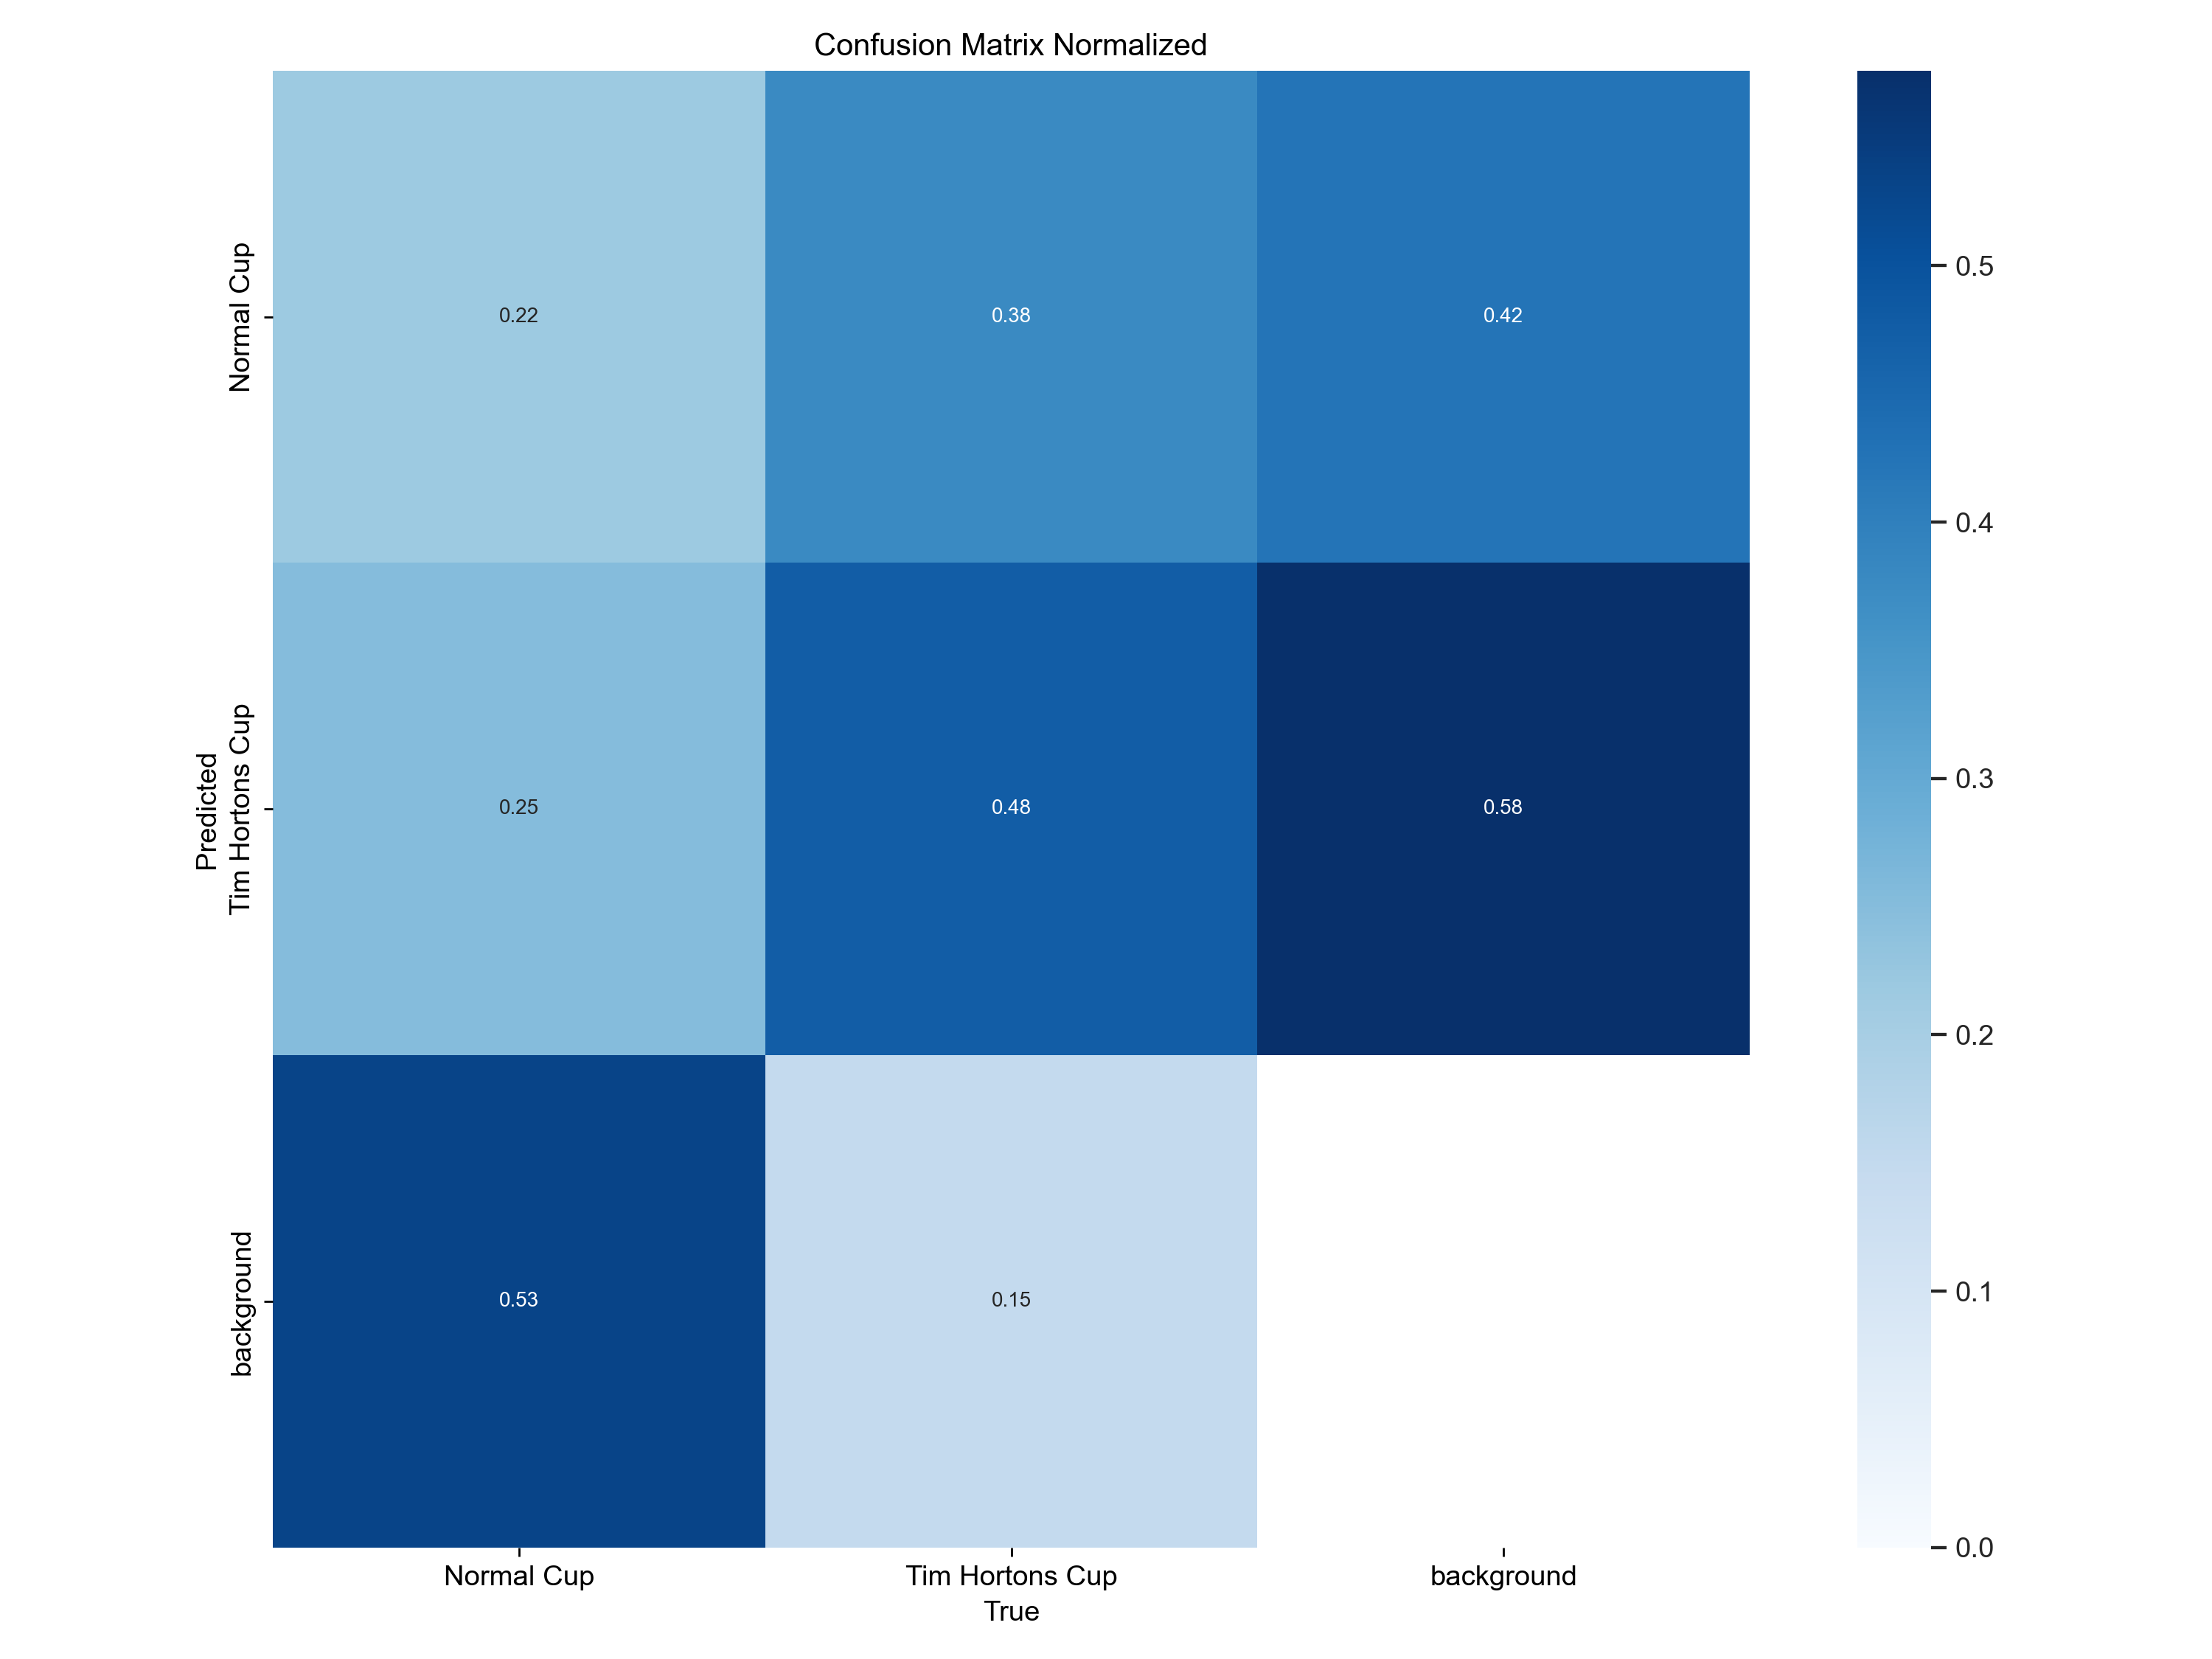 Confusion Matrix Normalized
Normal Cup
0.22
0.38
0.42
Predicted
Tim Hortons Cup
0.25
0.48
0.58
background
0.53
0.15
Normal Cup
Tim Hortons Cup
background
True
0.5
0.4
0.3
0.2
0.1
0.0